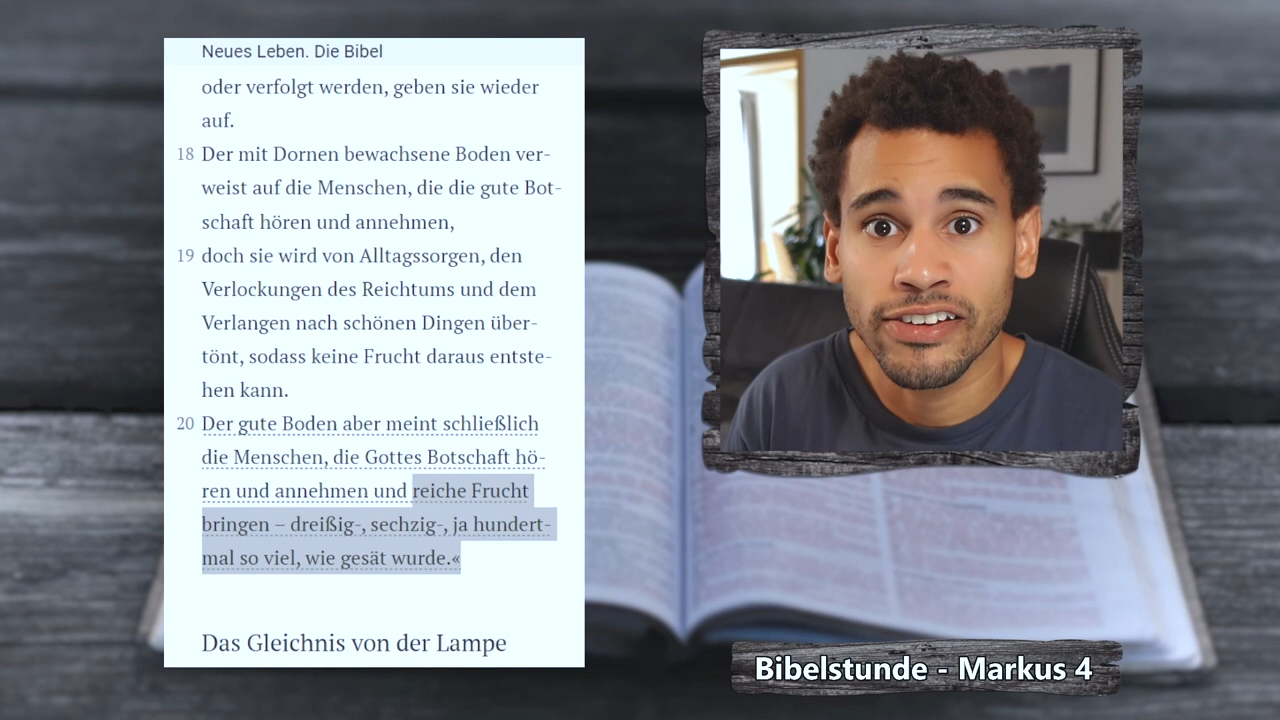 Neues Leben. Die Bibel
oder verfolgt werden, geben sie wieder
auf.
18 Der mit Dornen bewachsene Boden ver-
weist auf die Menschen, die die gute Bot-
schaft hören und annehmen,
19 doch sie wird von Alltagssorgen, den
Verlockungen des Reichtums und dem
Verlangen nach schönen Dingen über-
tönt, sodass keine Frucht daraus entste-
hen kann.
20 Der gute Boden aber meint schließlich
die Menschen, die Gottes Botschaft hö-
ren und annehmen und reiche Frucht
bringen – dreißig-, sechzig-, ja hundert-
mal so viel, wie gesät wurde.«
Das Gleichnis von der Lampe
Bibelstunde - Markus 4